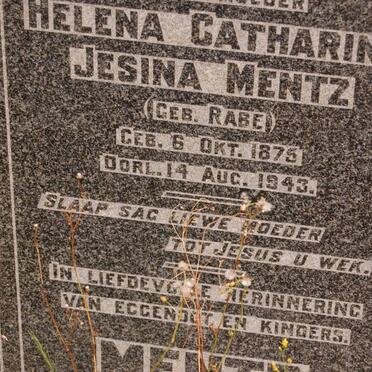 HELENA CATHARIN
JESINA MENTZ
(GEB. RABE)
GEB. 6 OKT. 1875
OORL. 14 AUG. 1943.
SLAAP SAG LIEWE MOEDER
TOT JESUS U WEK.
IN LIEFDEVOLLE HERINNERING
VAN EGGENOOT EN KINDERS.
MENTZ